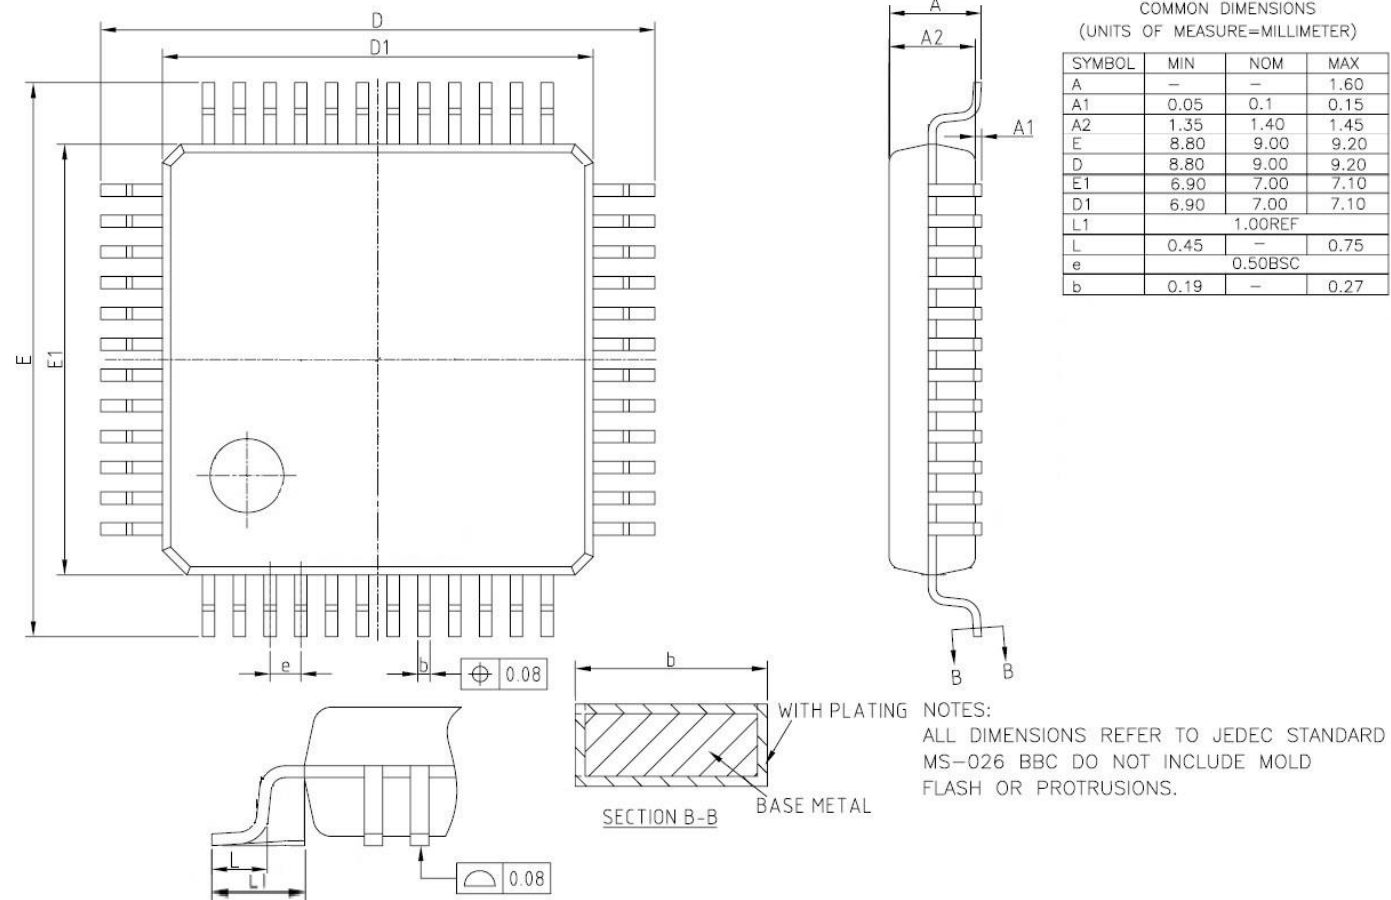 D
D1
E
E1
e
b
0.08
L
L1
0.08
b
WITH PLATING
BASE METAL
SECTION B-B
A
A2
A1
B
B
COMMON DIMENSIONS
(UNITS OF MEASURE=MILLIMETER)
SYMBOL MIN NOM MAX
A – – 1.60
A1 0.05 0.1 0.15
A2 1.35 1.40 1.45
E 8.80 9.00 9.20
D 8.80 9.00 9.20
E1 6.90 7.00 7.10
D1 6.90 7.00 7.10
L1 1.00REF
L 0.45 – 0.75
e 0.50BSC
b 0.19 – 0.27
NOTES:
ALL DIMENSIONS REFER TO JEDEC STANDARD
MS-026 BBC DO NOT INCLUDE MOLD
FLASH OR PROTRUSIONS.